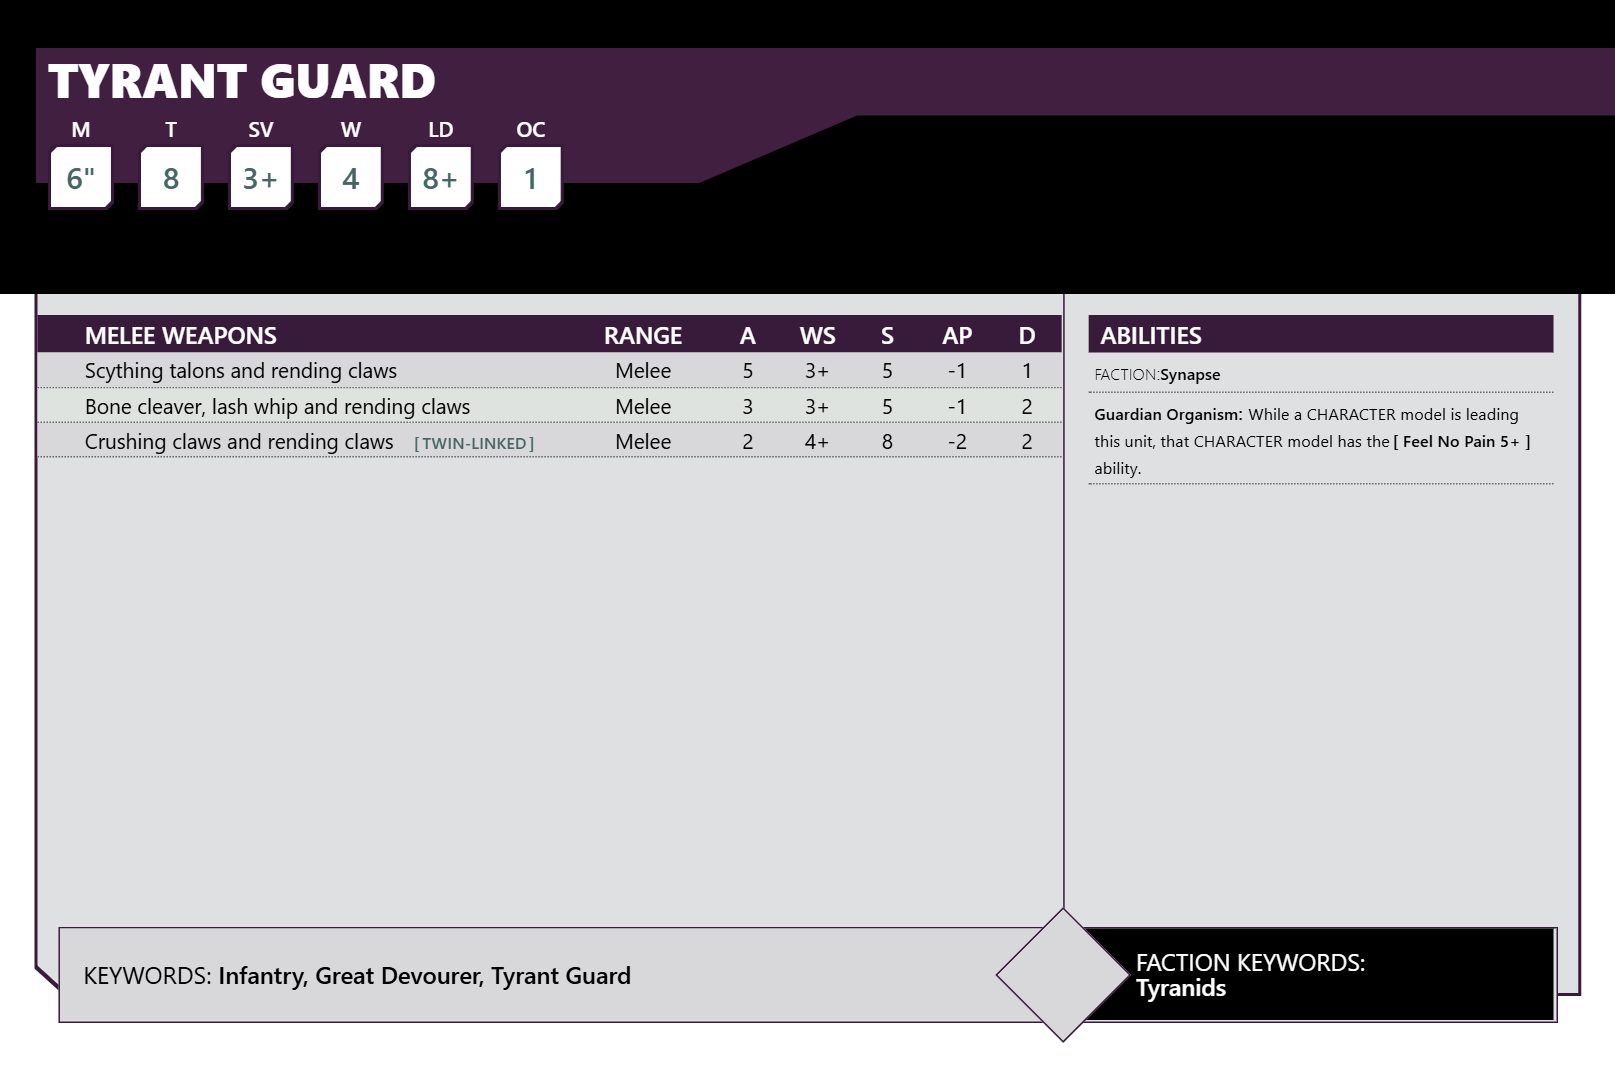 TYRANT GUARD
M T SV W LD OC
6" 8 3+ 4 8+ 1
MELEE WEAPONS RANGE A WS S AP D
Scything talons and rending claws Melee 5 3+ 5 -1 1
Bone cleaver, lash whip and rending claws Melee 3 3+ 5 -1 2
Crushing claws and rending claws [TWIN-LINKED] Melee 2 4+ 8 -2 2
ABILITIES
FACTION:Synapse
Guardian Organism: While a CHARACTER model is leading
this unit, that CHARACTER model has the [ Feel No Pain 5+ ]
ability.
KEYWORDS: Infantry, Great Devourer, Tyrant Guard
FACTION KEYWORDS:
Tyranids